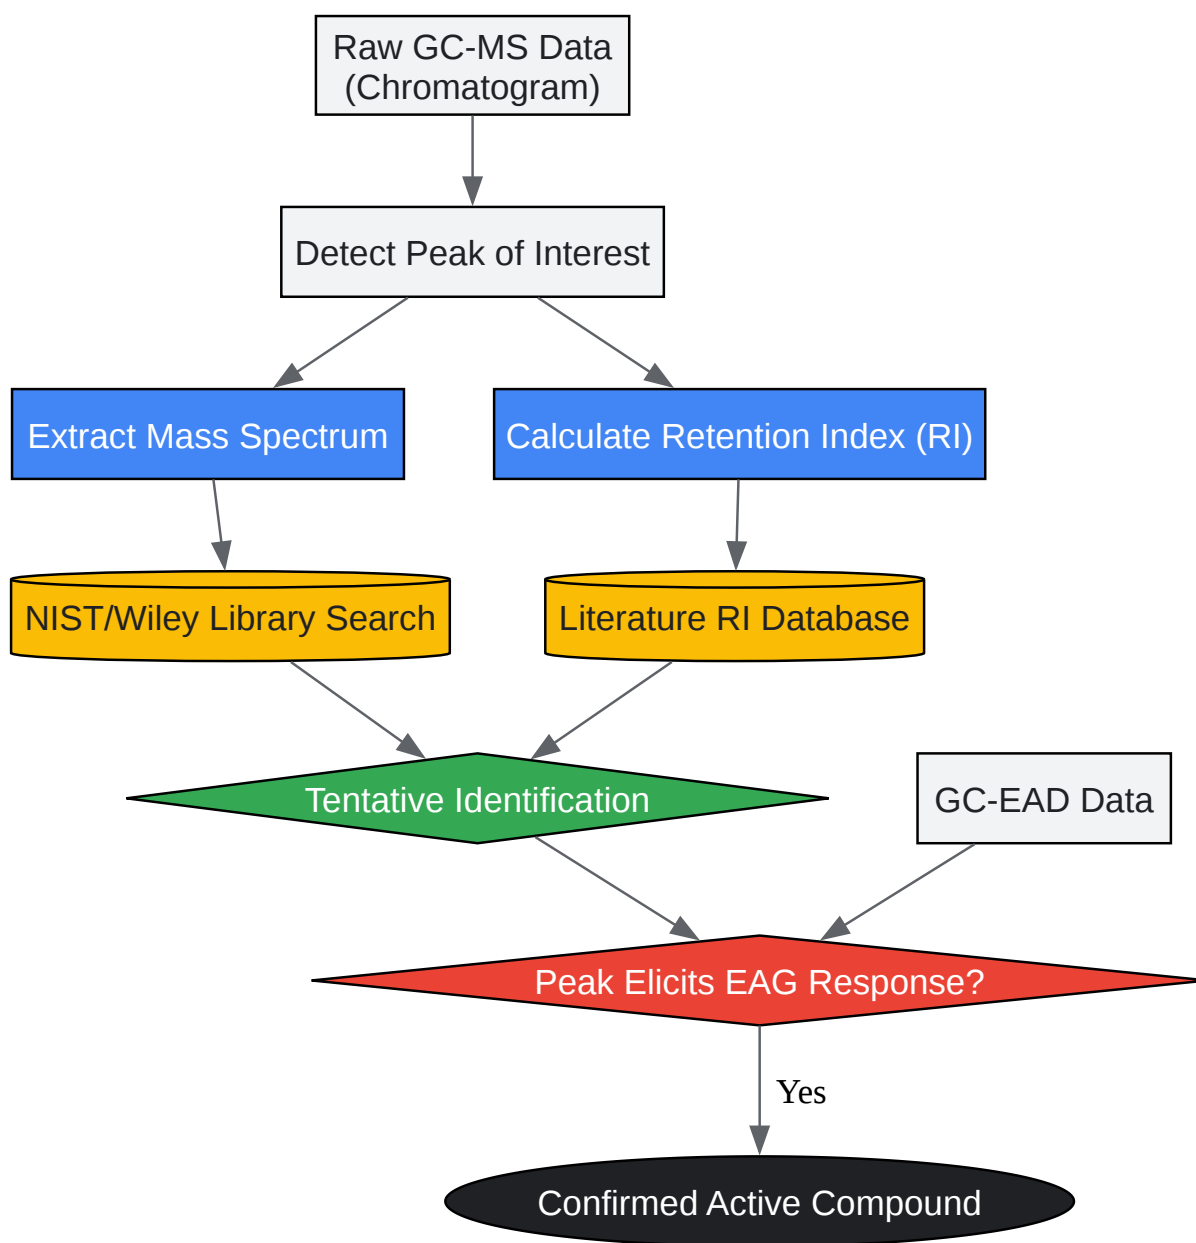 Raw GC-MS Data
(Chromatogram)
Detect Peak of Interest
Extract Mass Spectrum
Calculate Retention Index (RI)
NIST/Wiley Library Search
Literature RI Database
Tentative Identification
GC-EAD Data
Peak Elicits EAG Response?
Yes
Confirmed Active Compound